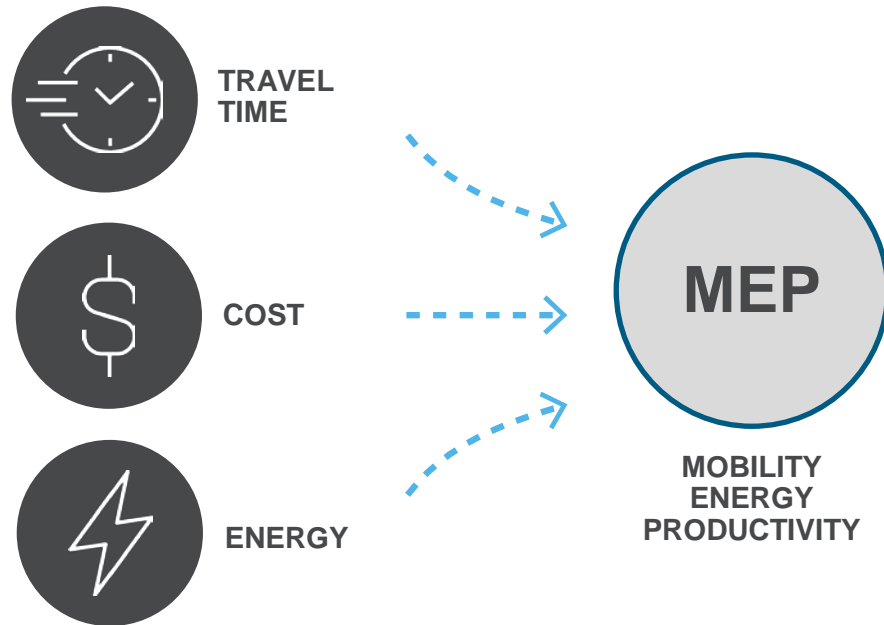 TRAVEL
TIME
COST
ENERGY
MEP
MOBILITY
ENERGY
PRODUCTIVITY